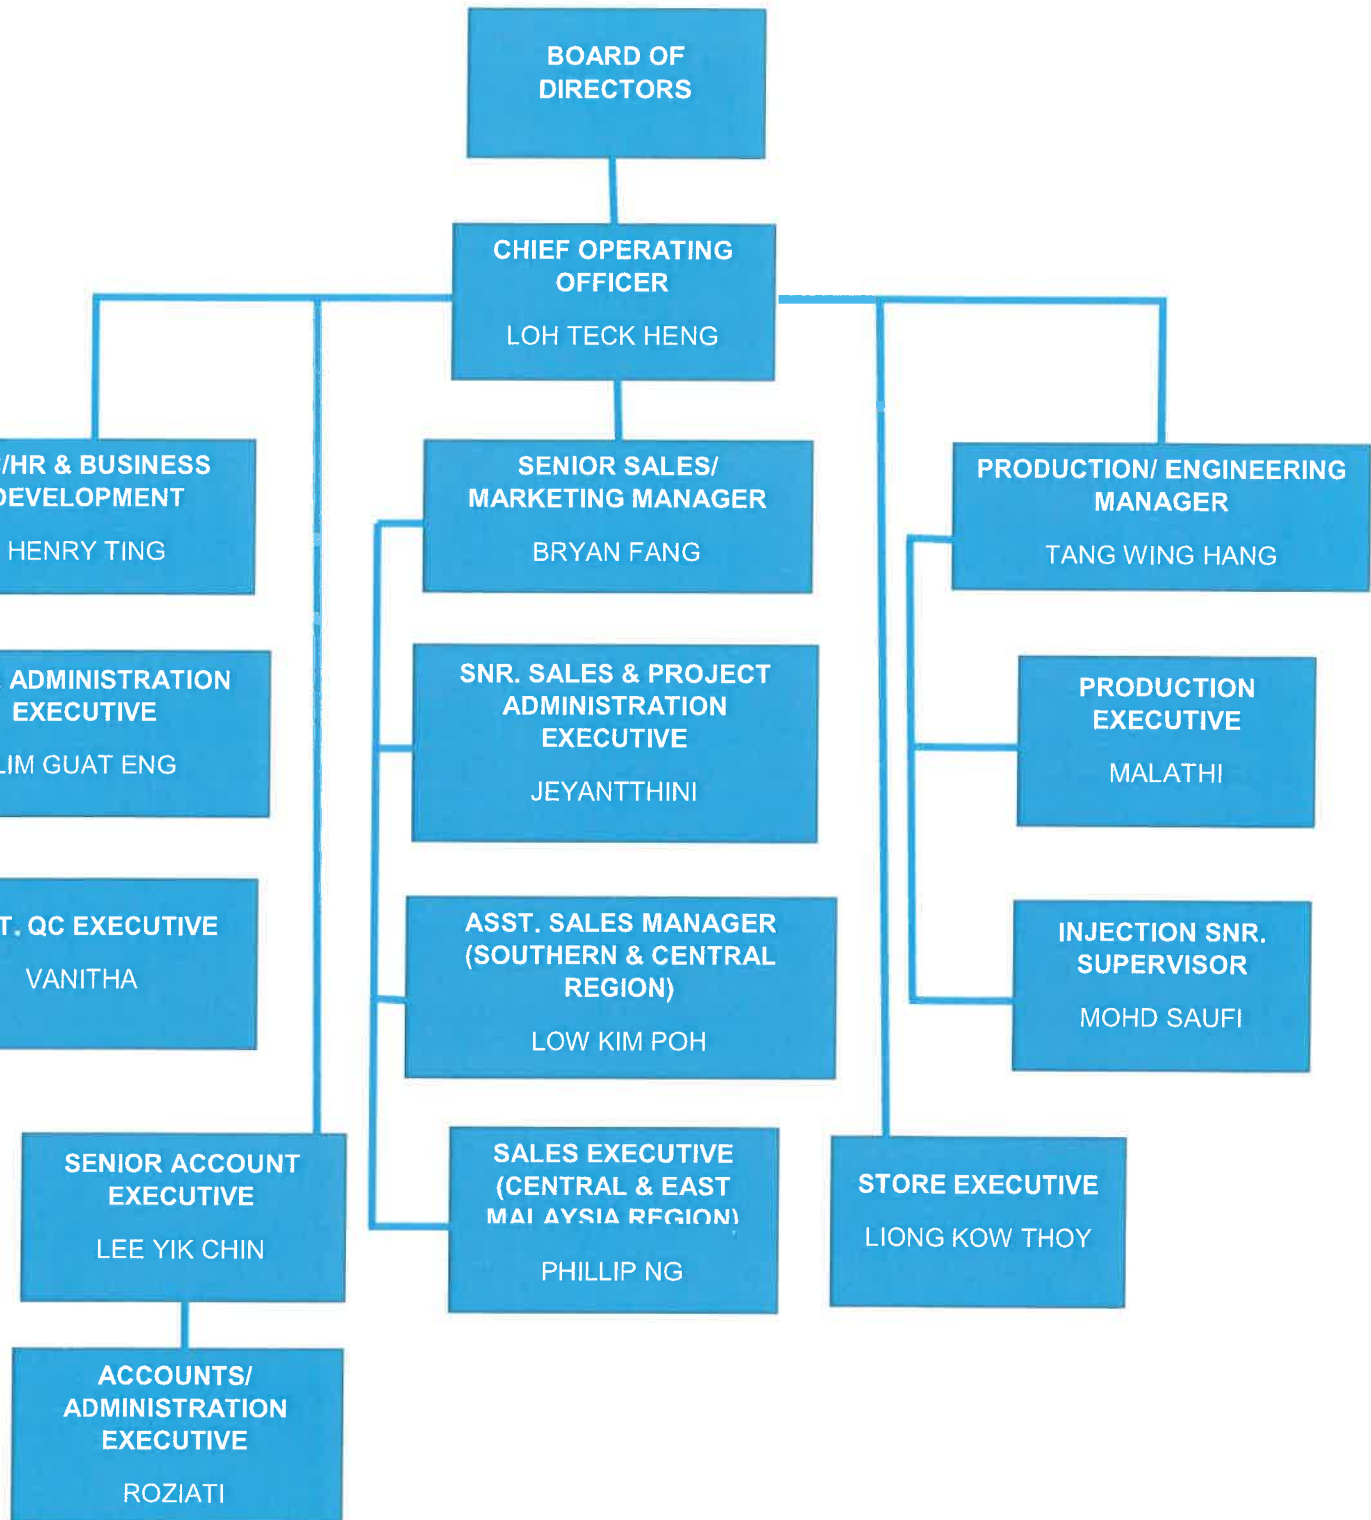 BOARD OF
DIRECTORS
CHIEF OPERATING
OFFICER
LOH TECK HENG
/HR & BUSINESS
DEVELOPMENT
HENRY TING
SENIOR SALES/
MARKETING MANAGER
BRYAN FANG
PRODUCTION/ ENGINEERING
MANAGER
TANG WING HANG
ADMINISTRATION
EXECUTIVE
LIM GUAT ENG
SNR. SALES & PROJECT
ADMINISTRATION
EXECUTIVE
JEYANTTHINI
PRODUCTION
EXECUTIVE
MALATHI
T. QC EXECUTIVE
VANITHA
ASST. SALES MANAGER
(SOUTHERN & CENTRAL
REGION)
LOW KIM POH
INJECTION SNR.
SUPERVISOR
MOHD SAUFI
SENIOR ACCOUNT
EXECUTIVE
LEE YIK CHIN
SALES EXECUTIVE
(CENTRAL & EAST
MALAYSIA REGION)
PHILLIP NG
STORE EXECUTIVE
LIONG KOW THOY
ACCOUNTS/
ADMINISTRATION
EXECUTIVE
ROZIATI